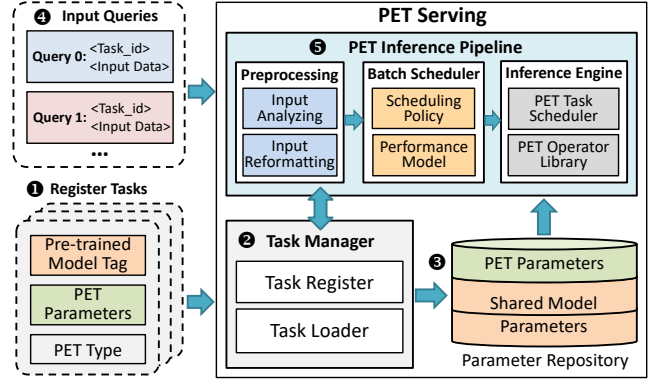 ❹ Input Queries
Query 0: <Task_id>
<Input Data>
Query 1: <Task_id>
<Input Data>
...
❶ Register Tasks
Pre-trained
Model Tag
PET
Parameters
PET Type
PET Serving
❺ PET Inference Pipeline
Preprocessing
Input
Analyzing
Input
Reformatting
Batch Scheduler
Scheduling
Policy
Performance
Model
Inference Engine
PET Task
Scheduler
PET Operator
Library
❷ Task Manager
Task Register
Task Loader
❸
PET Parameters
Shared Model
Parameters
Parameter Repository